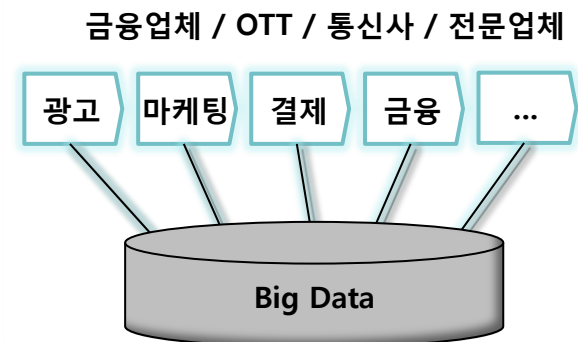 금융업체 / OTT / 통신사 / 전문업체
광고 마케팅 결제 금융 ...
Big Data